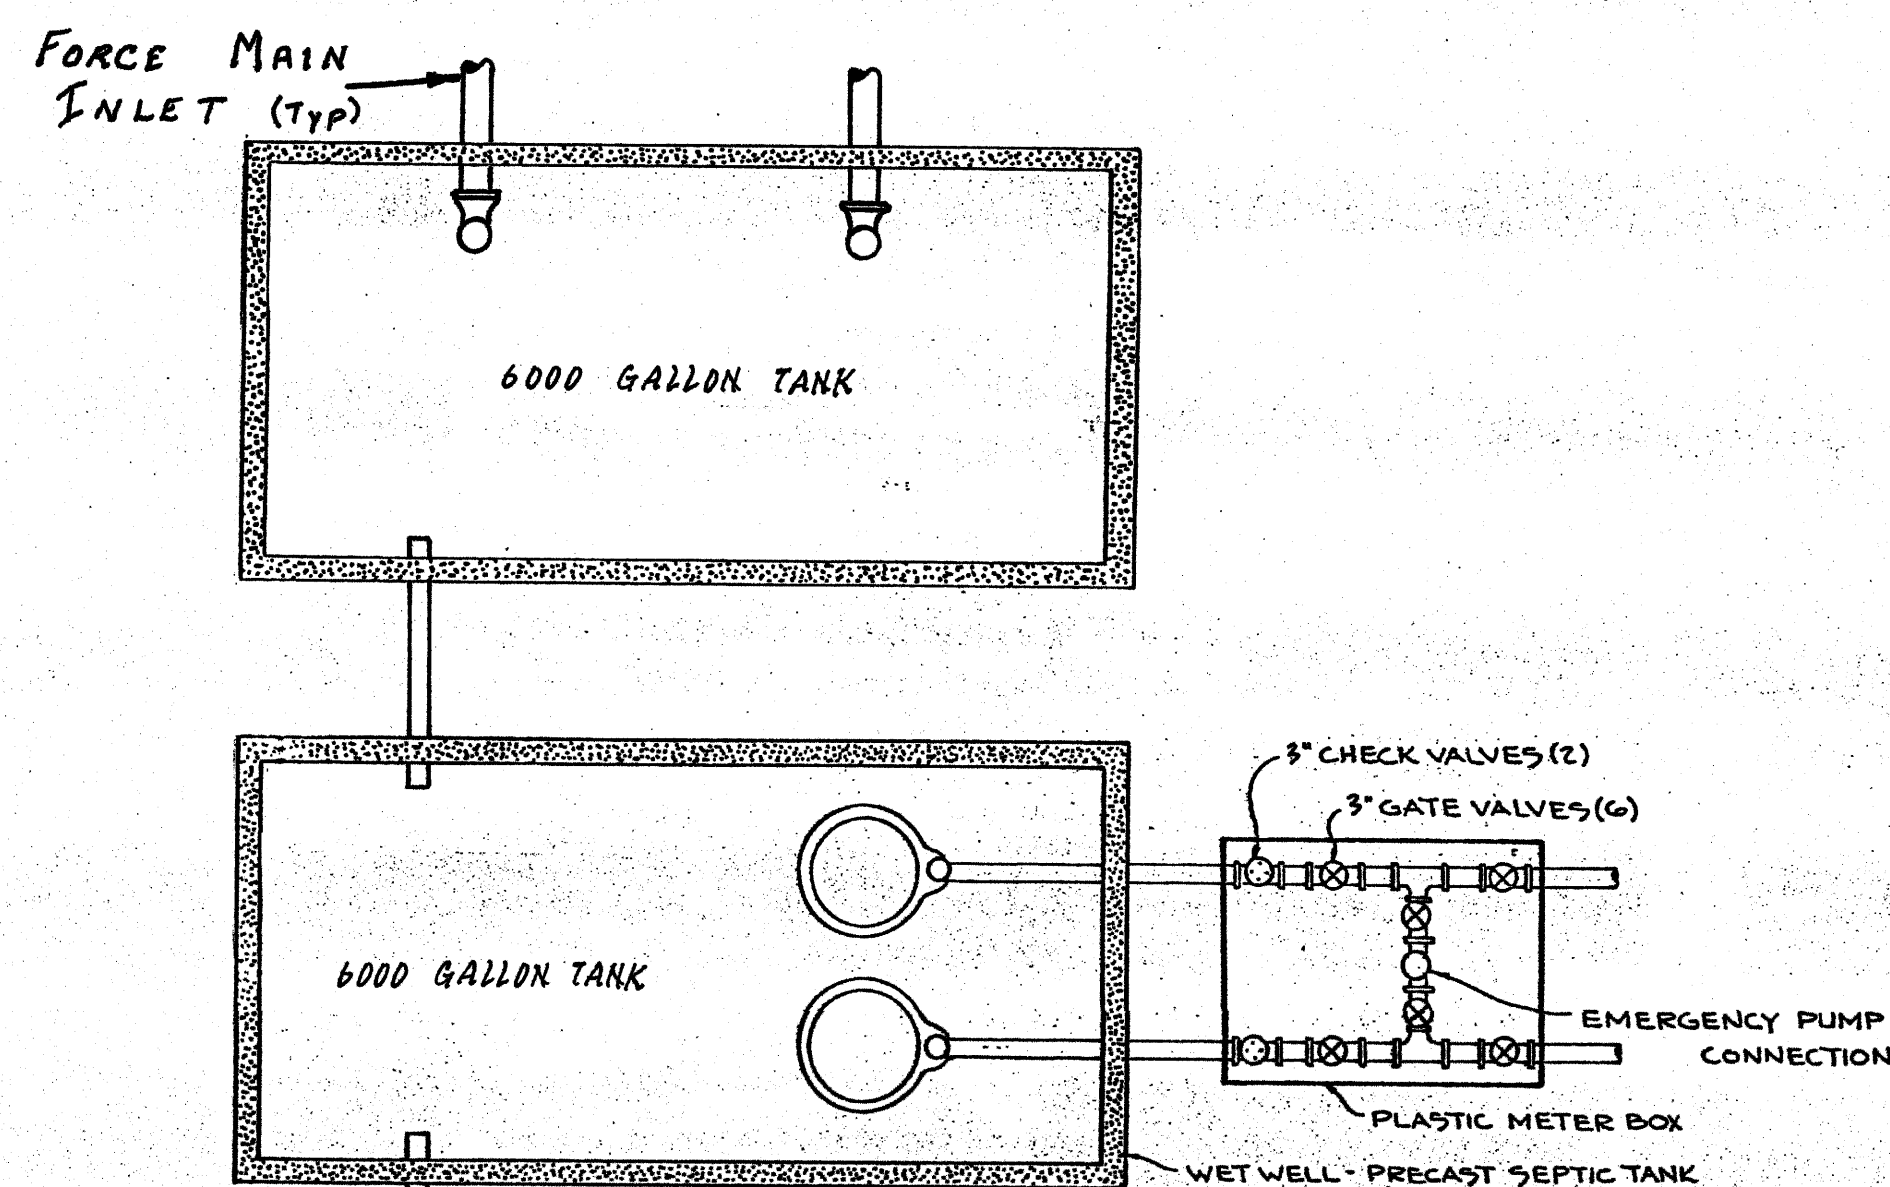 FORCE MAIN
INLET (TYP)
6000 GALLON TANK
3" CHECK VALVES (2)
3" GATE VALVES (6)
6000 GALLON TANK
EMERGENCY PUMP
CONNECTION
PLASTIC METER BOX
WET WELL - PRECAST SEPTIC TANK